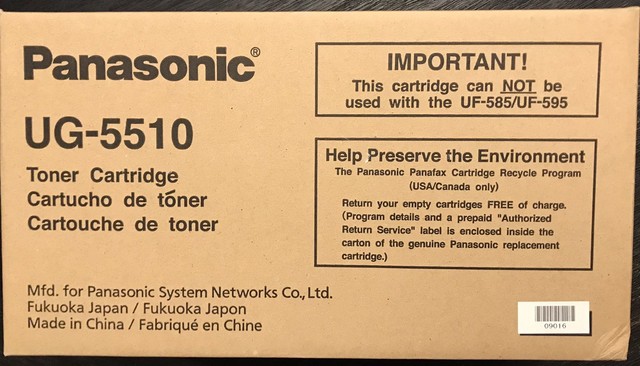 Panasonic®
UG-5510
Toner Cartridge
Cartucho de tóner
Cartouche de toner
Mfd. for Panasonic System Networks Co.,Ltd.
Fukuoka Japan / Fukuoka Japon
Made in China / Fabriqué en Chine
IMPORTANT!
This cartridge can NOT be
used with the UF-585/UF-595
Help Preserve the Environment
The Panasonic Panafax Cartridge Recycle Program
(USA/Canada only)
Return your empty cartridges FREE of charge.
(Program details and a prepaid "Authorized
Return Service" label is enclosed inside the
carton of the genuine Panasonic replacement
cartridge.)
09016